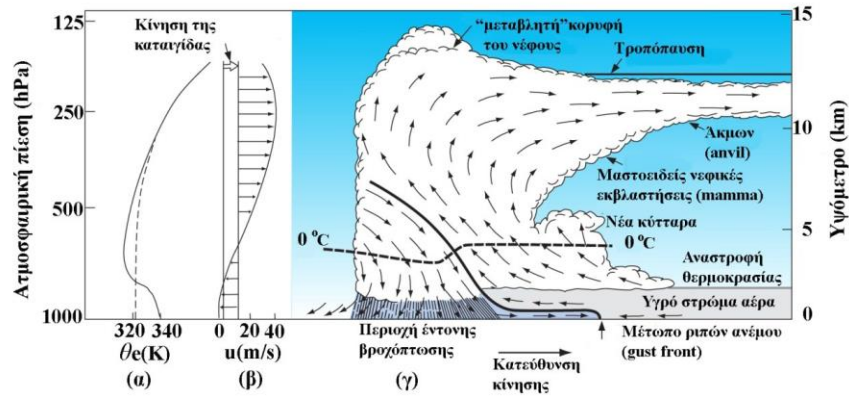 Ατμοσφαιρική πίεση (hPa)
125
250
500
1000
Κίνηση της
καταιγίδας
320 340
θe(K)
(α)
0 20 40
u(m/s)
(β)
“μεταβλητή”κορυφή
του νέφους
Τροπόπαυση
Άκμων
(anvil)
Μαστοειδείς νεφικές
εκβλαστήσεις (mamma)
Νέα κύτταρα
0 °C
0 °C
Αναστροφή
θερμοκρασίας
Υγρό στρώμα αέρα
Περιοχή έντονης
βροχόπτωσης
Μέτωπο ριπών ανέμου
(gust front)
Κατεύθυνση
κίνησης
(γ)
15
10
5
0
Υψόμετρο (km)